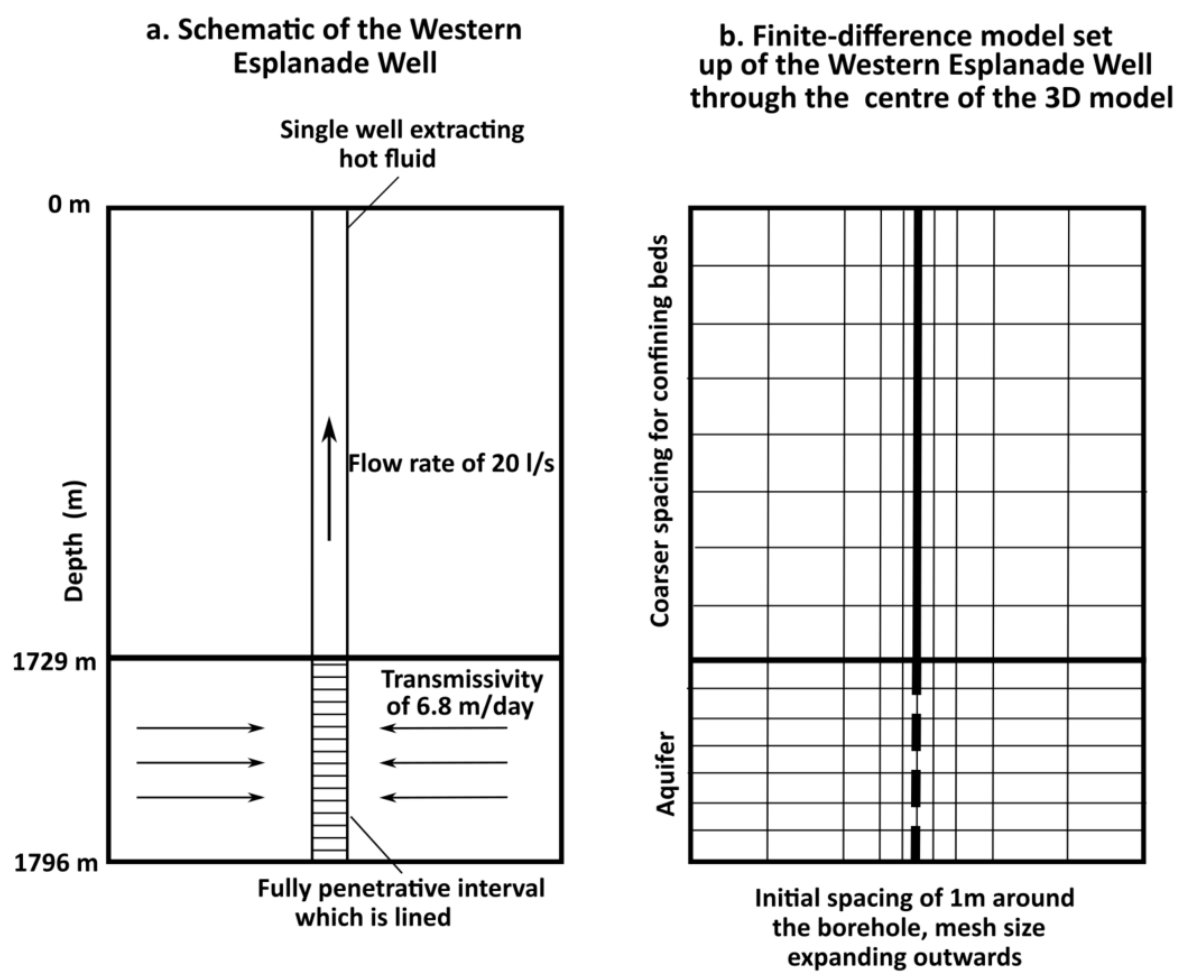 a. Schematic of the Western
Esplanade Well
Single well extracting
hot fluid
0 m
Flow rate of 20 l/s
Depth (m)
1729 m
Transmissivity
of 6.8 m/day
1796 m
Fully penetrative interval
which is lined
b. Finite-difference model set
up of the Western Esplanade Well
through the centre of the 3D model
Coarser spacing for confining beds
Aquifer
Initial spacing of 1m around
the borehole, mesh size
expanding outwards